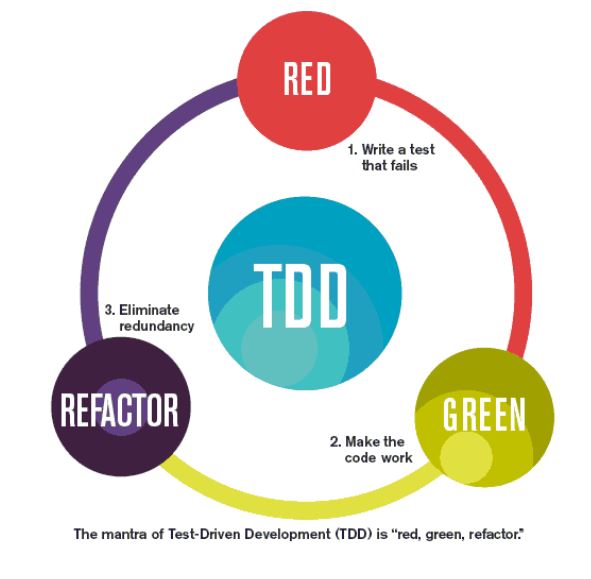 RED
1. Write a test
that fails
TDD
3. Eliminate
redundancy
REFACTOR
GREEN
2. Make the
code work
The mantra of Test-Driven Development (TDD) is “red, green, refactor.”